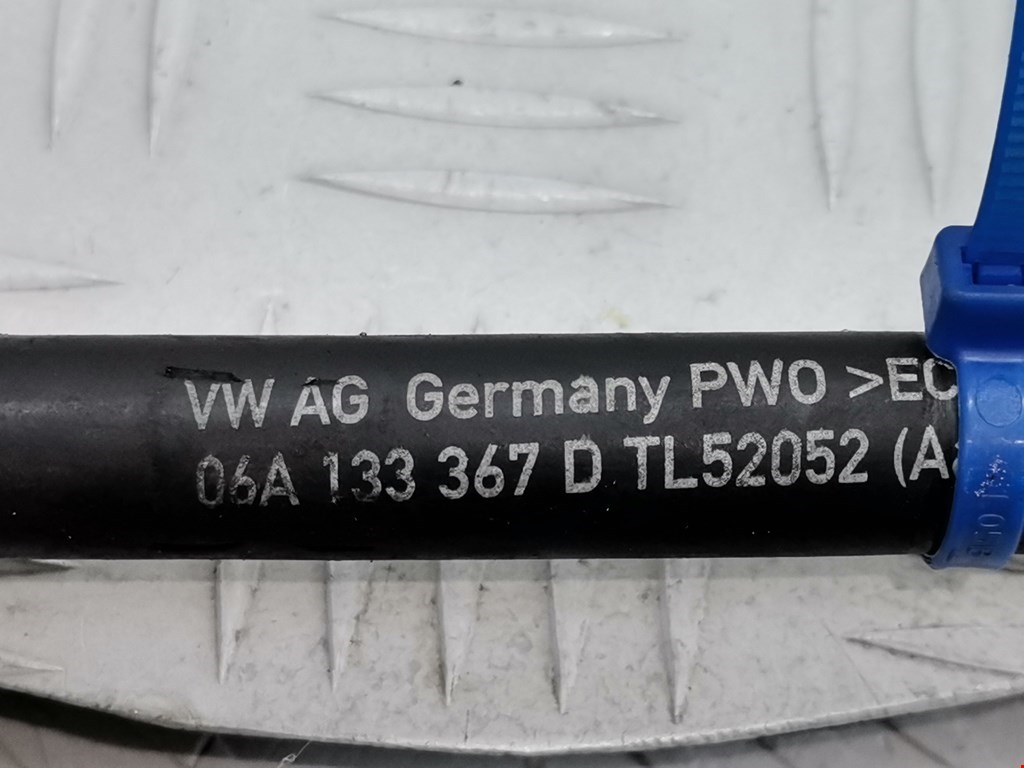 VW AG Germany PWO >EC
06A 133 367 D TL52052 (A